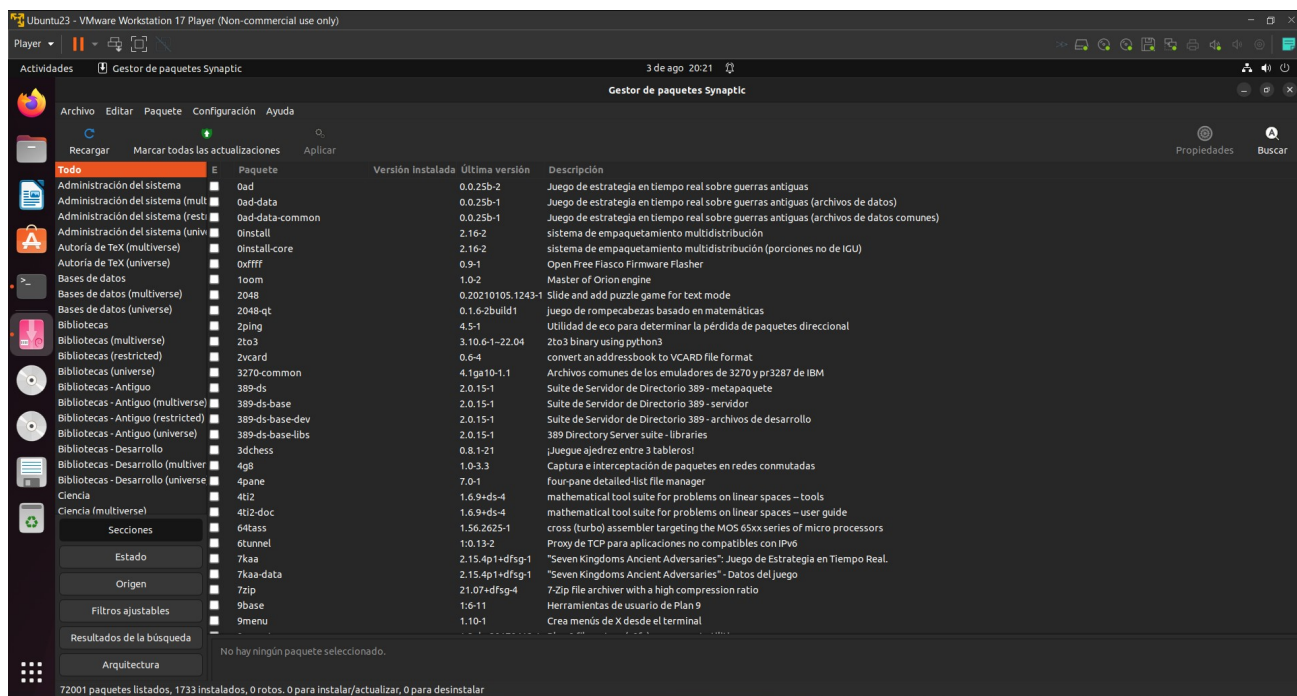 Ubuntu23 - VMware Workstation 17 Player (Non-commercial use only)
Player
Actividades Gestor de paquetes Synaptic 3 de ago 20:21
Gestor de paquetes Synaptic
Archivo Editar Paquete Configuración Ayuda
Recargar Marcar todas las actualizaciones Aplicar Propiedades Buscar
Todo E Paquete Versión instalada Última versión Descripción
Administración del sistema 0ad 0.0.25b-2 Juego de estrategia en tiempo real sobre guerras antiguas
Administración del sistema (mult 0ad-data 0.0.25b-1 Juego de estrategia en tiempo real sobre guerras antiguas (archivos de datos)
Administración del sistema (rest 0ad-data-common 0.0.25b-1 Juego de estrategia en tiempo real sobre guerras antiguas (archivos de datos comunes)
Administración del sistema (univ 0install 2.16-2 sistema de empaquetamiento multidistribución
Autoría de TeX (multiverse) 0install-core 2.16-2 sistema de empaquetamiento multidistribución (porciones no de IGU)
Autoría de TeX (universe) 0xffff 0.9-1 Open Free Fiasco Firmware Flasher
Bases de datos 1oom 1.0-2 Master of Orion engine
Bases de datos (multiverse) 2048 0.20210105.1243-1 Slide and add puzzle game for text mode
Bases de datos (universe) 2048-qt 0.1.6-2build1 juego de rompecabezas basado en matemáticas
Bibliotecas 2ping 4.5-1 Utilidad de eco para determinar la pérdida de paquetes direccional
Bibliotecas (multiverse) 2to3 3.10.6-1~22.04 2to3 binary using python3
Bibliotecas (restricted) 2vcard 0.6-4 convert an addressbook to VCARD file format
Bibliotecas (universe) 3270-common 4.1ga10-1.1 Archivos comunes de los emuladores de 3270 y pr3287 de IBM
Bibliotecas - Antiguo 389-ds 2.0.15-1 Suite de Servidor de Directorio 389 - metapaquete
Bibliotecas - Antiguo (multiverse) 389-ds-base 2.0.15-1 Suite de Servidor de Directorio 389 - servidor
Bibliotecas - Antiguo (restricted) 389-ds-base-dev 2.0.15-1 Suite de Servidor de Directorio 389 - archivos de desarrollo
Bibliotecas - Antiguo (universe) 389-ds-base-libs 2.0.15-1 389 Directory Server suite - libraries
Bibliotecas - Desarrollo 3dchess 0.8.1-21 ¡Juegue ajedrez entre 3 tableros!
Bibliotecas - Desarrollo (multiver 4g8 1.0-3.3 Captura e interceptación de paquetes en redes conmutadas
Bibliotecas - Desarrollo (universe 4pane 7.0-1 four-pane detailed-list file manager
Ciencia 4ti2 1.6.9+ds-4 mathematical tool suite for problems on linear spaces – tools
Ciencia (multiverse) 4ti2-doc 1.6.9+ds-4 mathematical tool suite for problems on linear spaces – user guide
Secciones 64tass 1.56.2625-1 cross (turbo) assembler targeting the MOS 65xx series of micro processors
6tunnel 1:0.13-2 Proxy de TCP para aplicaciones no compatibles con IPv6
Estado 7kaa 2.15.4p1+dfsg-1 "Seven Kingdoms Ancient Adversaries": Juego de Estrategia en Tiempo Real.
7kaa-data 2.15.4p1+dfsg-1 "Seven Kingdoms Ancient Adversaries" - Datos del juego
Origen 7zip 21.07+dfsg-4 7-Zip file archiver with a high compression ratio
Filtros ajustables 9base 1:6-11 Herramientas de usuario de Plan 9
9menu 1.10-1 Crea menús de X desde el terminal
Resultados de la búsqueda
No hay ningún paquete seleccionado.
Arquitectura
72001 paquetes listados, 1733 instalados, 0 rotos. 0 para instalar/actualizar, 0 para desinstalar